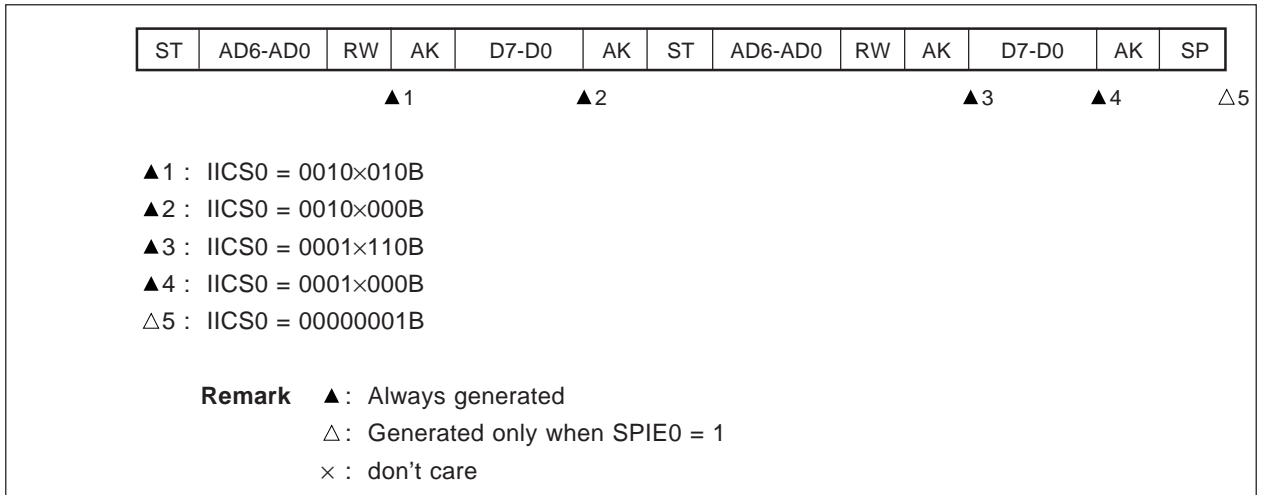 ST AD6-AD0 RW AK D7-D0 AK ST AD6-AD0 RW AK D7-D0 AK SP
▲1 ▲2 ▲3 ▲4 △5
▲1 : IICS0 = 0010×010B
▲2 : IICS0 = 0010×000B
▲3 : IICS0 = 0001×110B
▲4 : IICS0 = 0001×000B
△5 : IICS0 = 00000001B
Remark ▲: Always generated
△: Generated only when SPIE0 = 1
× : don't care